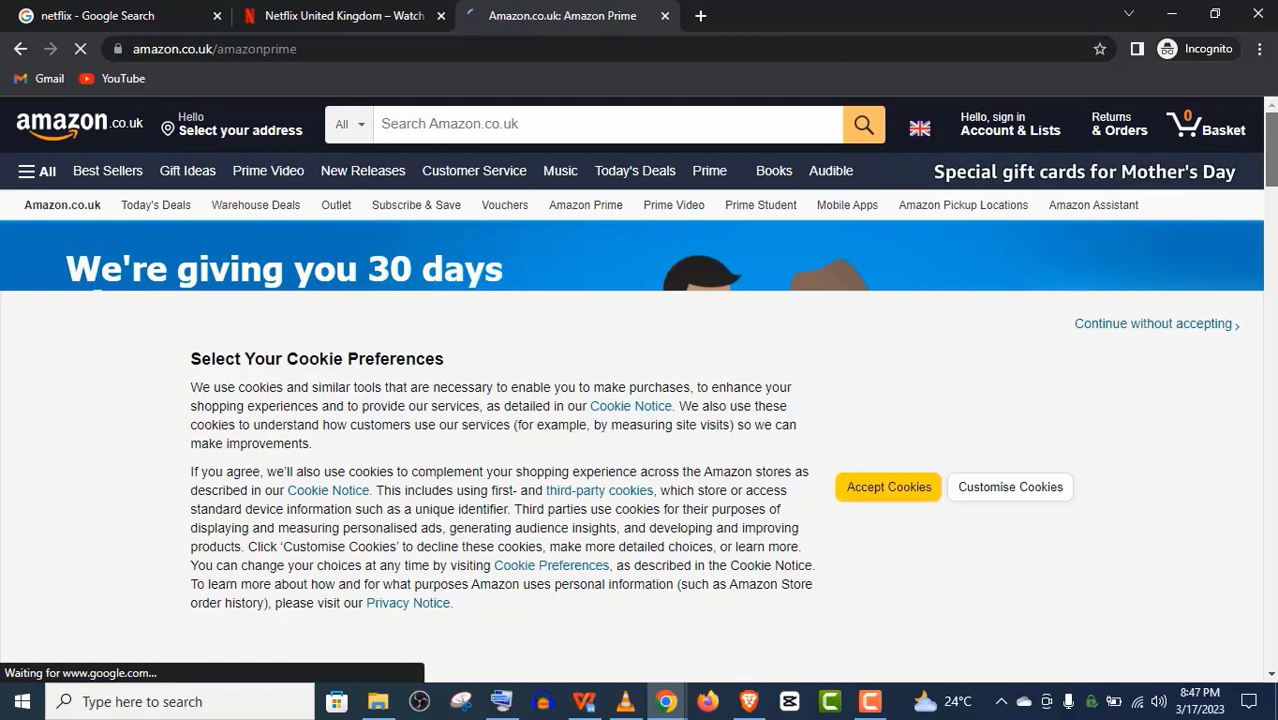 netflix - Google Search
Netflix United Kingdom – Watch
Amazon.co.uk: Amazon Prime
amazon.co.uk/amazonprime
Incognito
Gmail
YouTube
amazon.co.uk
Hello
Select your address
All
Search Amazon.co.uk
Hello, sign in
Account & Lists
Returns
& Orders
0
Basket
All
Best Sellers
Gift Ideas
Prime Video
New Releases
Customer Service
Music
Today's Deals
Prime
Books
Audible
Special gift cards for Mother's Day
Amazon.co.uk
Today's Deals
Warehouse Deals
Outlet
Subscribe & Save
Vouchers
Amazon Prime
Prime Video
Prime Student
Mobile Apps
Amazon Pickup Locations
Amazon Assistant
We're giving you 30 days
Continue without accepting ›
Select Your Cookie Preferences
We use cookies and similar tools that are necessary to enable you to make purchases, to enhance your
shopping experiences and to provide our services, as detailed in our Cookie Notice. We also use these
cookies to understand how customers use our services (for example, by measuring site visits) so we can
make improvements.
If you agree, we'll also use cookies to complement your shopping experience across the Amazon stores as
described in our Cookie Notice. This includes using first- and third-party cookies, which store or access
standard device information such as a unique identifier. Third parties use cookies for their purposes of
displaying and measuring personalised ads, generating audience insights, and developing and improving
products. Click ‘Customise Cookies’ to decline these cookies, make more detailed choices, or learn more.
You can change your choices at any time by visiting Cookie Preferences, as described in the Cookie Notice.
To learn more about how and for what purposes Amazon uses personal information (such as Amazon Store
order history), please visit our Privacy Notice.
Accept Cookies
Customise Cookies
Waiting for www.google.com...
Type here to search
24°C
8:47 PM
3/17/2023